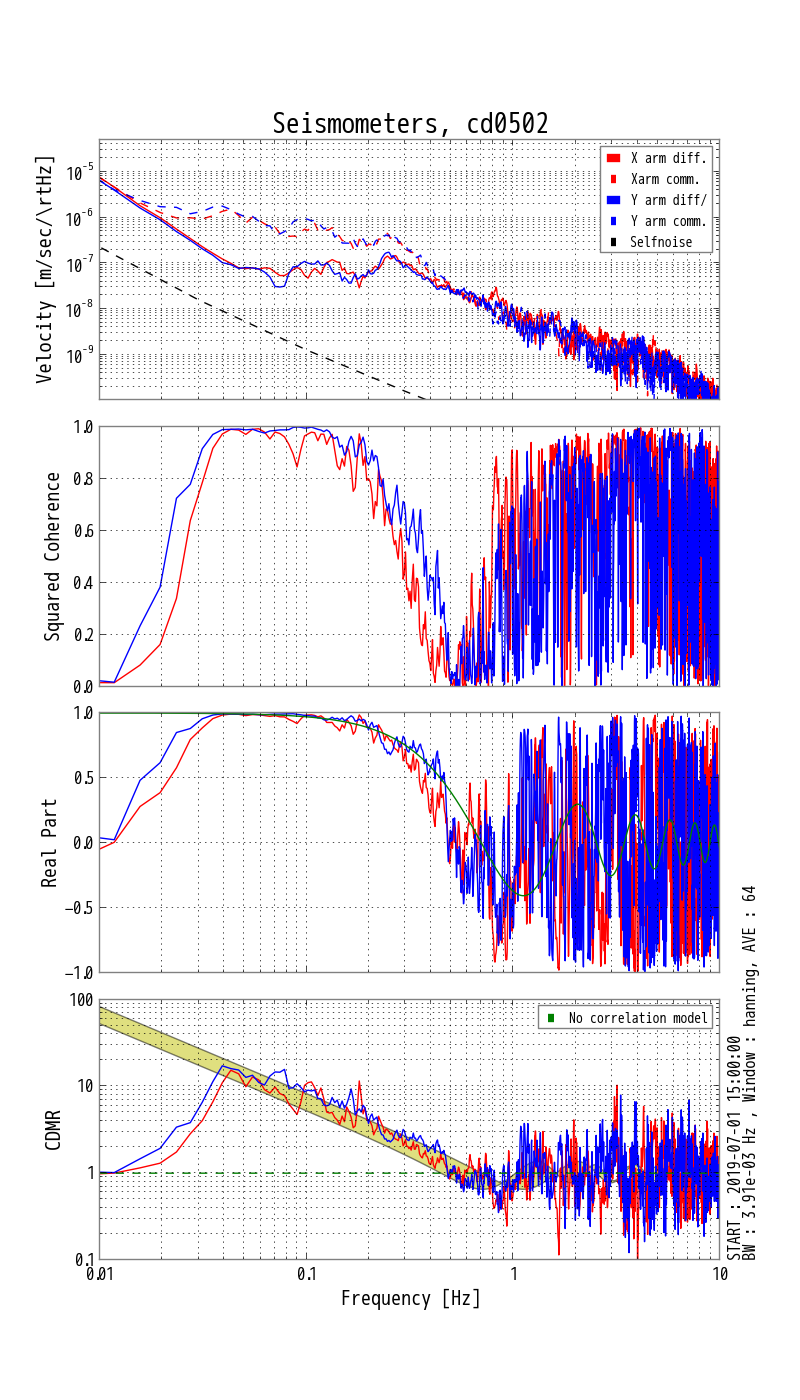 Seismometers, cd0502
Velocity [m/sec/\rtHz]
10⁻⁵
10⁻⁶
10⁻⁷
10⁻⁸
10⁻⁹
X arm diff.
Xarm comm.
Y arm diff/
Y arm comm.
Selfnoise
Squared Coherence
1.0
0.8
0.6
0.4
0.2
0.0
Real Part
1.0
0.5
0.0
−0.5
−1.0
CDMR
100
10
1
0.1
No correlation model
0.01
0.1
1
10
Frequency [Hz]
START : 2019-07-01 15:00:00
BW : 3.91e-03 Hz , Window : hanning, AVE : 64